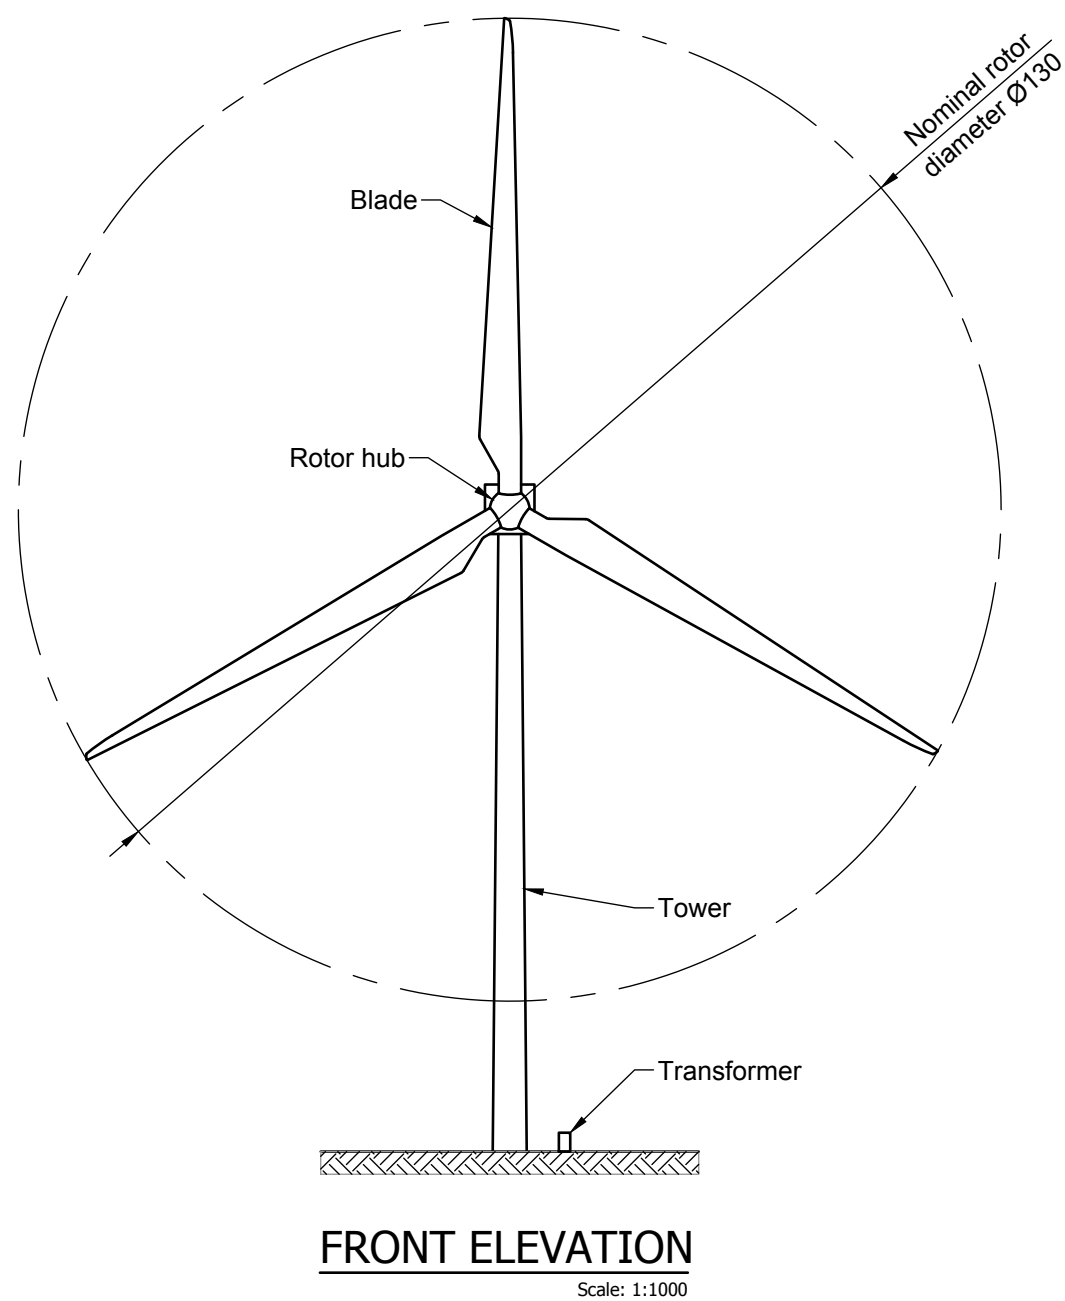 Nominal rotor
diameter Ø130
Blade
Rotor hub
Tower
Transformer
FRONT ELEVATION
Scale: 1:1000